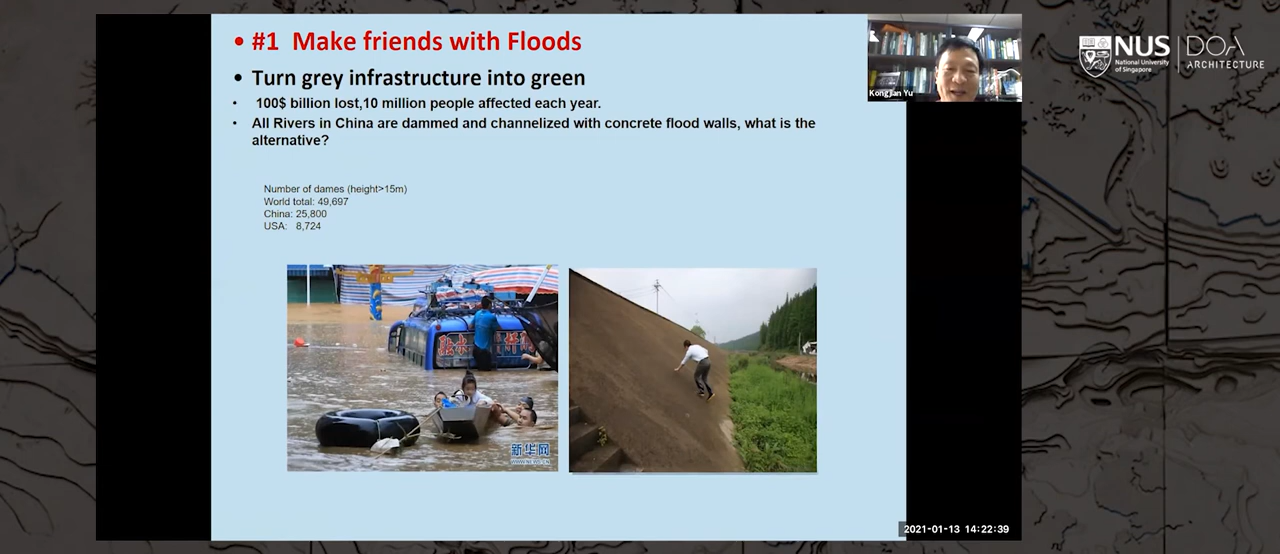 #1 Make friends with Floods
Turn grey infrastructure into green
100$ billion lost,10 million people affected each year.
All Rivers in China are dammed and channelized with concrete flood walls, what is the
alternative?
Number of dames (height>15m)
World total: 49,697
China: 25,800
USA: 8,724
新华网
WWW.NEWS.CN
Kongjian Yu
NUS
National University
of Singapore
DOA
ARCHITECTURE
2021-01-13 14:22:39